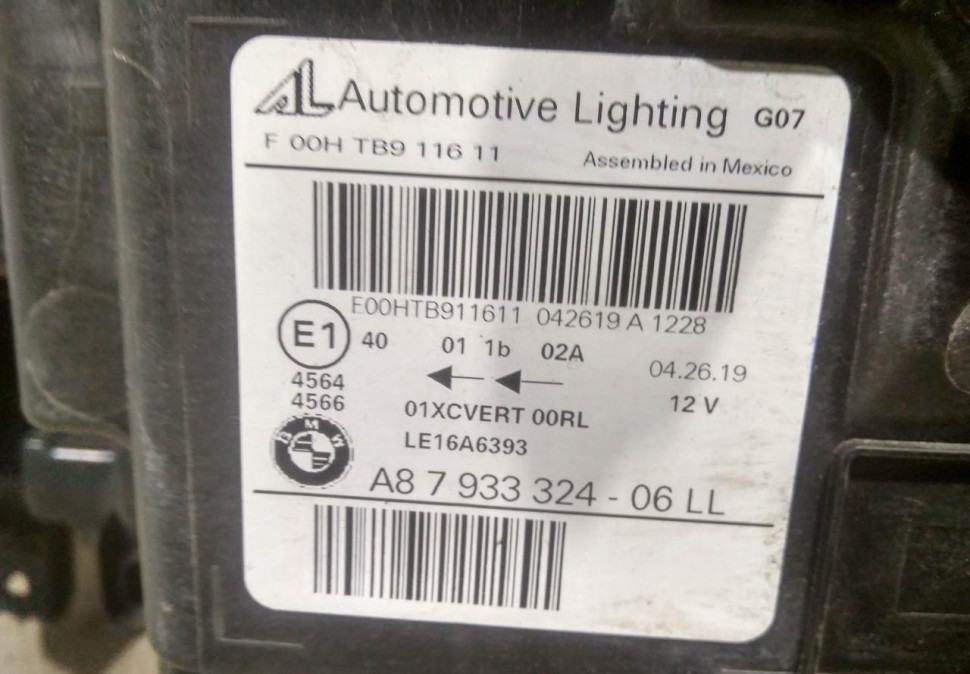 AL Automotive Lighting G07
F 00H TB9 116 11 Assembled in Mexico
E00HTB911611 042619 A 1228
E1 40 01 1b 02A
4564 04.26.19
4566 01XCVERT 00RL 12 V
BMW LE16A6393
A8 7 933 324 - 06 LL